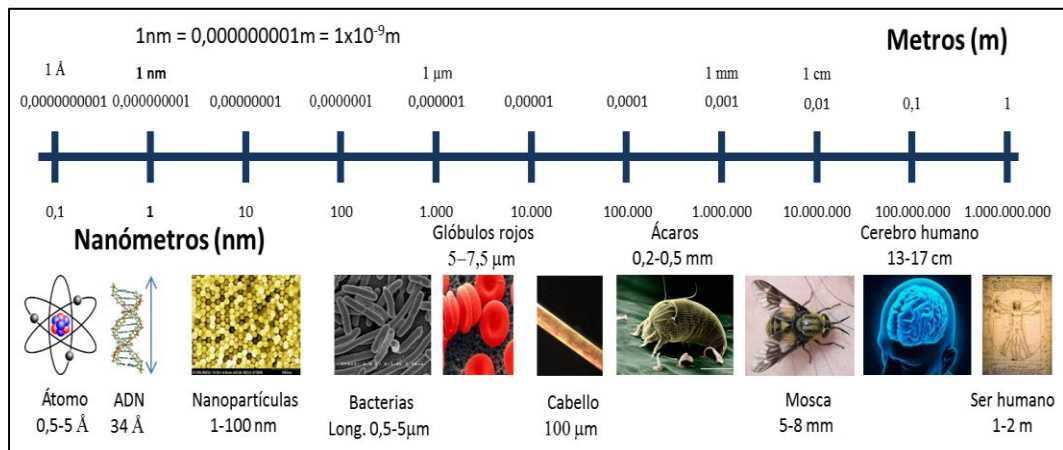 1nm = 0,000000001m = 1x10⁻⁹m
Metros (m)
1 Å 1 nm 1 µm 1 mm 1 cm
0,0000000001 0,000000001 0,00000001 0,0000001 0,000001 0,00001 0,0001 0,001 0,01 0,1 1
0,1 1 10 100 1.000 10.000 100.000 1.000.000 10.000.000 100.000.000 1.000.000.000
Nanómetros (nm)
Glóbulos rojos
5–7,5 µm
Ácaros
0,2-0,5 mm
Cerebro humano
13-17 cm
Átomo
0,5-5 Å
ADN
34 Å
Nanopartículas
1-100 nm
Bacterias
Long. 0,5-5µm
Cabello
100 µm
Mosca
5-8 mm
Ser humano
1-2 m